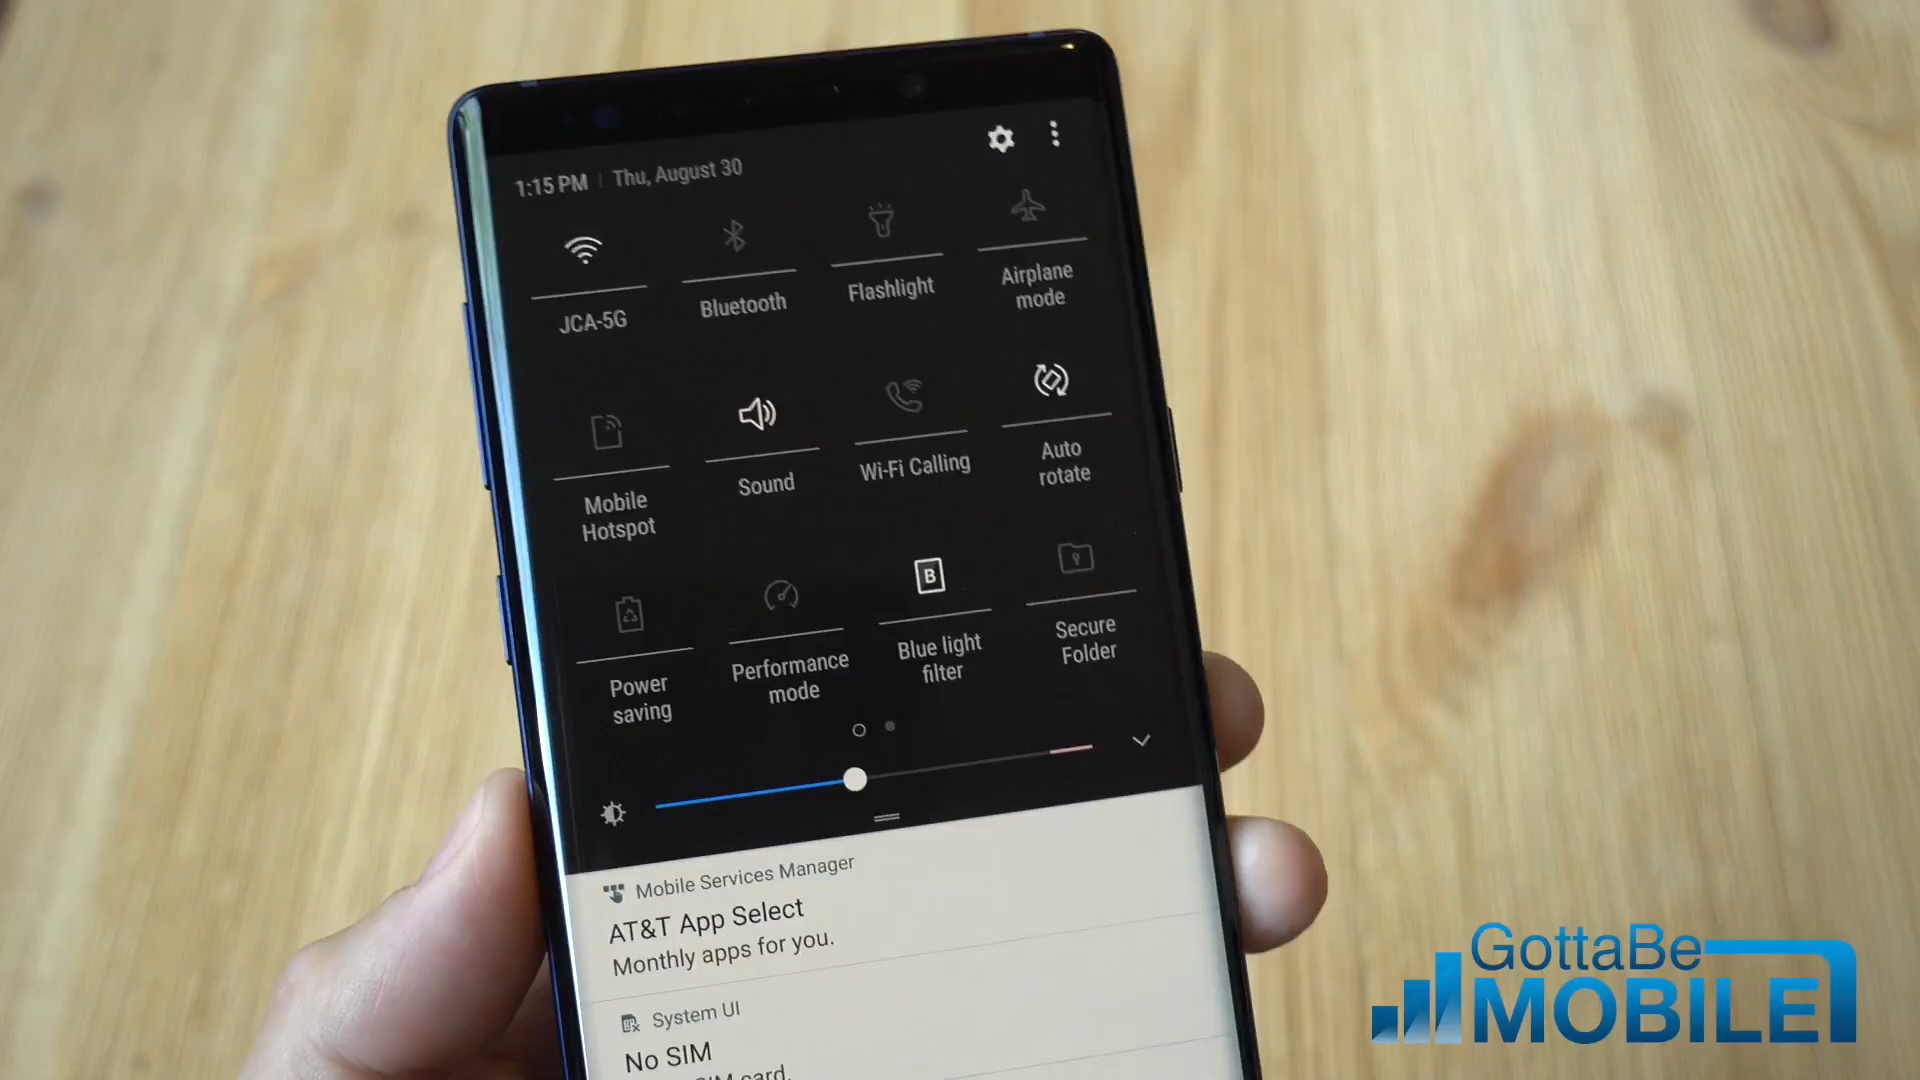 1:15 PM | Thu, August 30
JCA-5G
Bluetooth
Flashlight
Airplane
mode
Mobile
Hotspot
Sound
Wi-Fi Calling
Auto
rotate
Power
saving
Performance
mode
B
Blue light
filter
Secure
Folder
Mobile Services Manager
AT&T App Select
Monthly apps for you.
System UI
No SIM
SIM card.
GottaBe
MOBILE